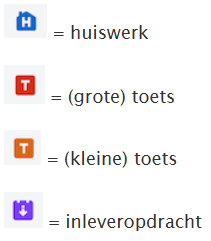 H = huiswerk
T = (grote) toets
T = (kleine) toets
= inleveropdracht